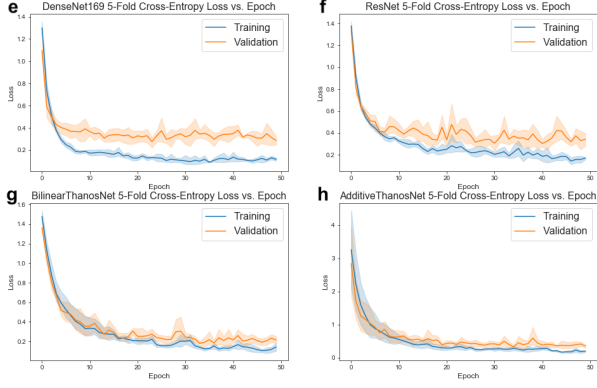 e DenseNet169 5-Fold Cross-Entropy Loss vs. Epoch
1.4
1.2
1.0
0.8
0.6
0.4
0.2
Loss
Training
Validation
0 10 20 30 40 50
Epoch
f ResNet 5-Fold Cross-Entropy Loss vs. Epoch
1.4
1.2
1.0
0.8
0.6
0.4
0.2
Loss
Training
Validation
0 10 20 30 40 50
Epoch
g BilinearThanosNet 5-Fold Cross-Entropy Loss vs. Epoch
1.6
1.4
1.2
1.0
0.8
0.6
0.4
0.2
Loss
Training
Validation
0 10 20 30 40 50
Epoch
h AdditiveThanosNet 5-Fold Cross-Entropy Loss vs. Epoch
4
3
2
1
0
Loss
Training
Validation
0 10 20 30 40 50
Epoch